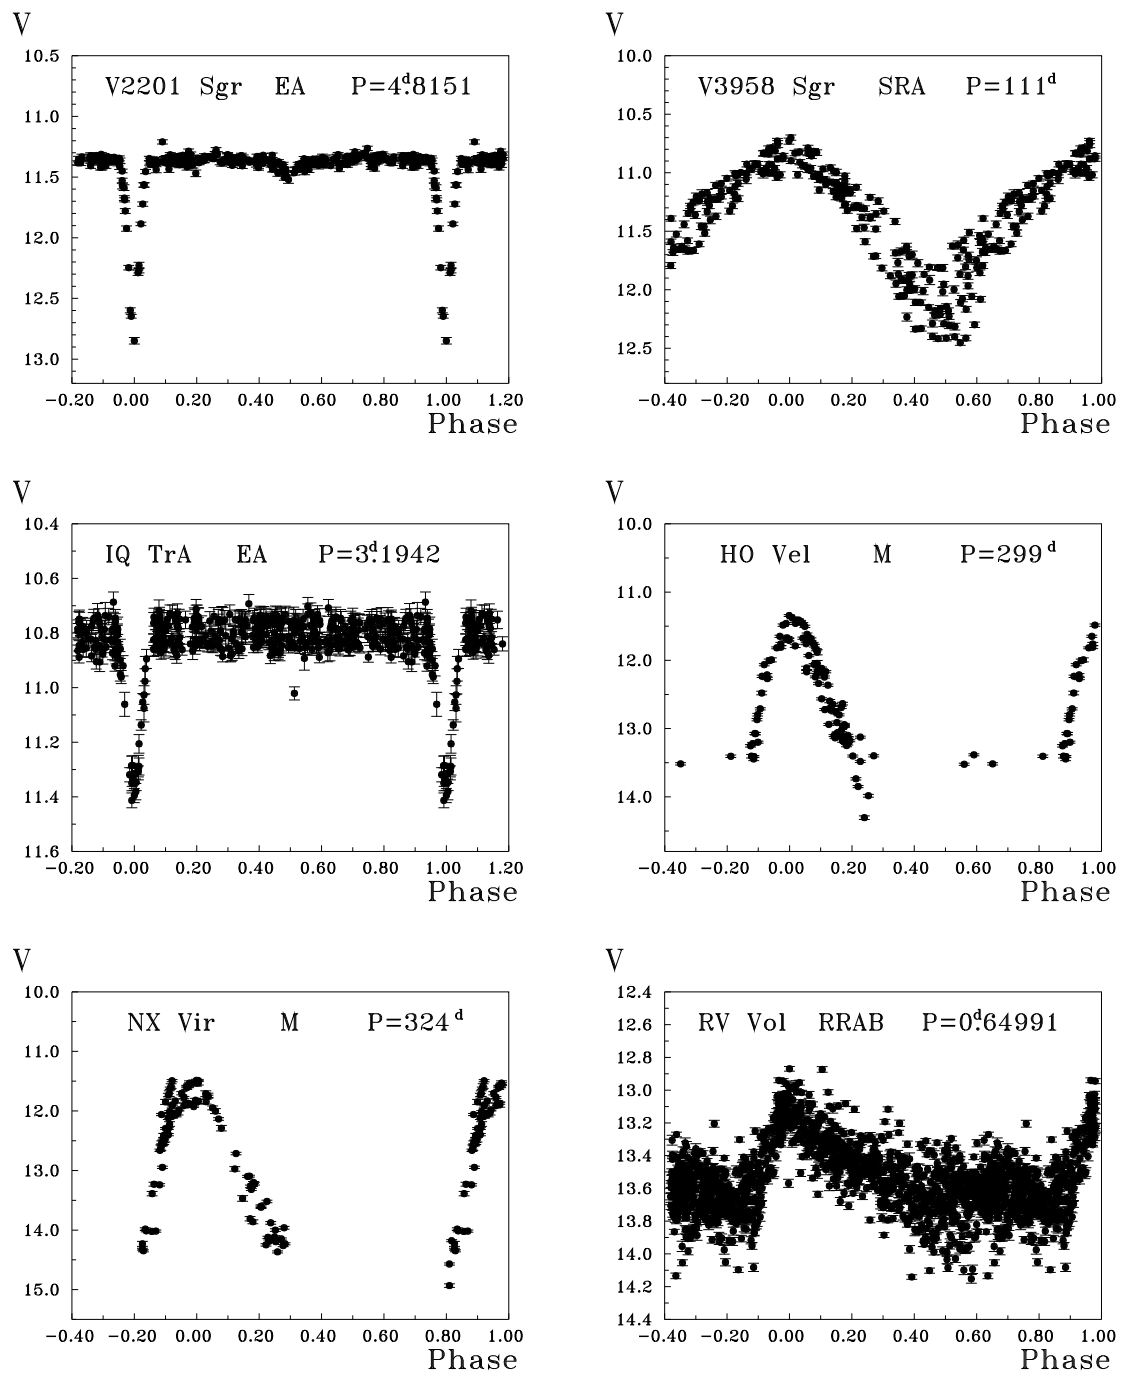 V
10.5
11.0
11.5
12.0
12.5
13.0
V2201 Sgr EA P=4ᵈ.8151
−0.20 0.00 0.20 0.40 0.60 0.80 1.00 1.20
Phase
V
10.0
10.5
11.0
11.5
12.0
12.5
V3958 Sgr SRA P=111ᵈ
−0.40 −0.20 0.00 0.20 0.40 0.60 0.80 1.00
Phase
V
10.4
10.6
10.8
11.0
11.2
11.4
11.6
IQ TrA EA P=3ᵈ.1942
−0.20 0.00 0.20 0.40 0.60 0.80 1.00 1.20
Phase
V
10.0
11.0
12.0
13.0
14.0
HO Vel M P=299ᵈ
−0.40 −0.20 0.00 0.20 0.40 0.60 0.80 1.00
Phase
V
10.0
11.0
12.0
13.0
14.0
15.0
NX Vir M P=324ᵈ
−0.40 −0.20 0.00 0.20 0.40 0.60 0.80 1.00
Phase
V
12.4
12.6
12.8
13.0
13.2
13.4
13.6
13.8
14.0
14.2
14.4
RV Vol RRAB P=0ᵈ.64991
−0.40 −0.20 0.00 0.20 0.40 0.60 0.80 1.00
Phase